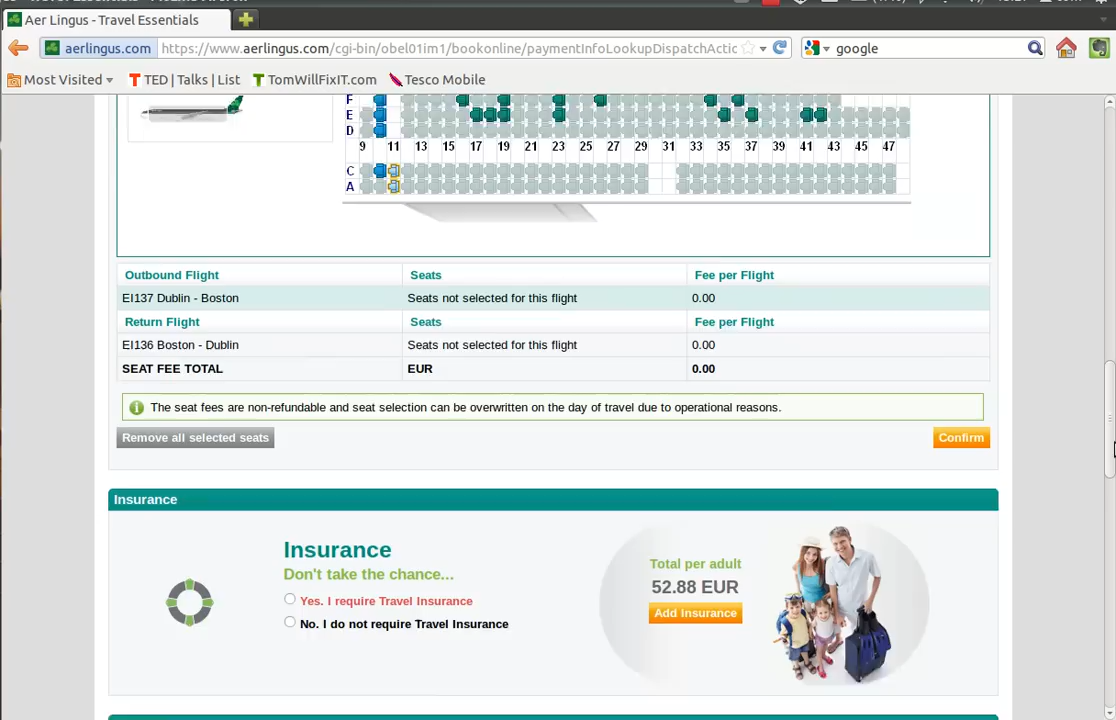 Aer Lingus - Travel Essentials
aerlingus.com https://www.aerlingus.com/cgi-bin/obel01im1/bookonline/paymentInfoLookupDispatchActic google
Most Visited TED | Talks | List TomWillFixIT.com Tesco Mobile
F
E
D
9 11 13 15 17 19 21 23 25 27 29 31 33 35 37 39 41 43 45 47
C
A
Outbound Flight Seats Fee per Flight
EI137 Dublin - Boston Seats not selected for this flight 0.00
Return Flight Seats Fee per Flight
EI136 Boston - Dublin Seats not selected for this flight 0.00
SEAT FEE TOTAL EUR 0.00
The seat fees are non-refundable and seat selection can be overwritten on the day of travel due to operational reasons.
Remove all selected seats Confirm
Insurance
Insurance
Don't take the chance...
Yes. I require Travel Insurance
No. I do not require Travel Insurance
Total per adult
52.88 EUR
Add Insurance